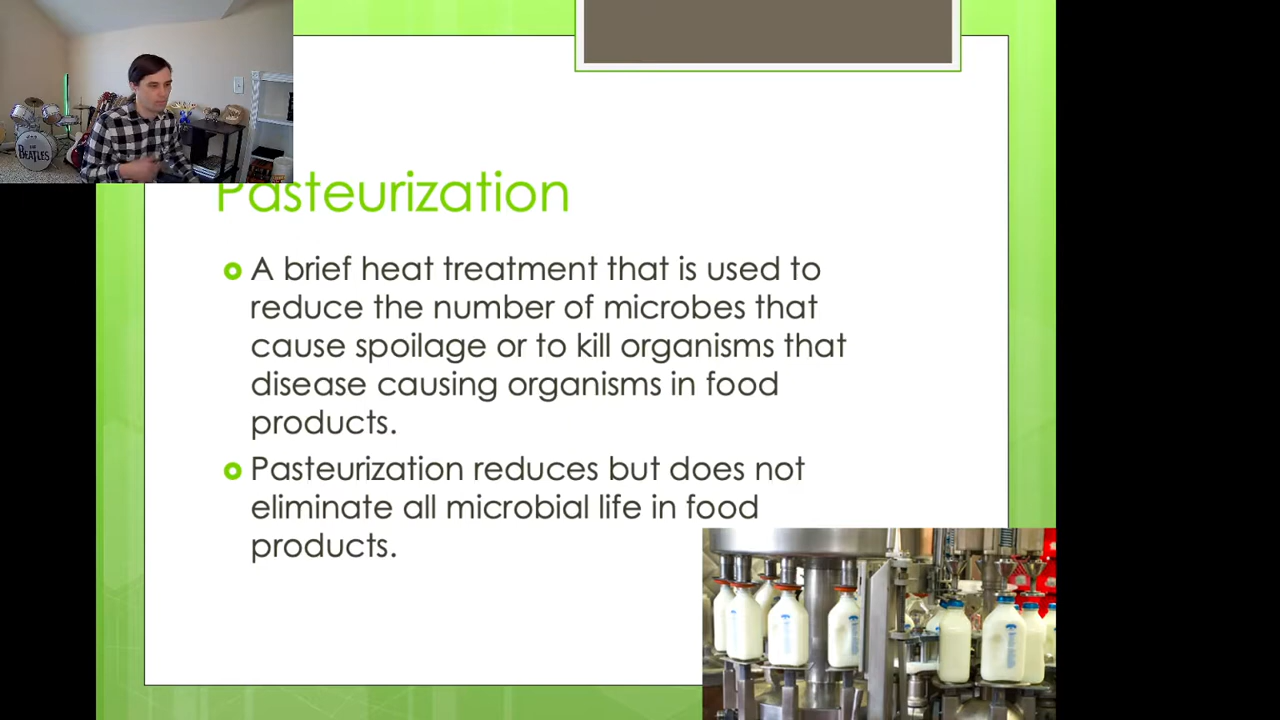 THE
BEATLES
Pasteurization
A brief heat treatment that is used to
reduce the number of microbes that
cause spoilage or to kill organisms that
disease causing organisms in food
products.
Pasteurization reduces but does not
eliminate all microbial life in food
products.